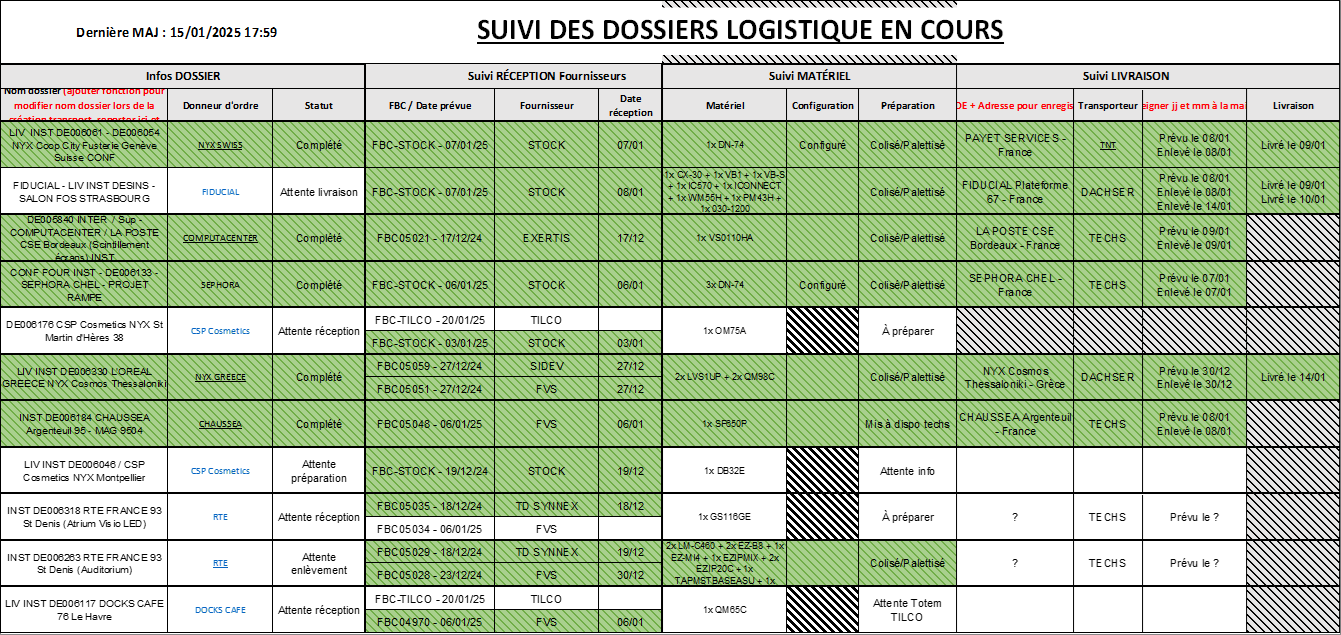 Dernière MAJ : 15/01/2025 17:59
SUIVI DES DOSSIERS LOGISTIQUE EN COURS
Infos DOSSIER
Suivi RÉCEPTION Fournisseurs
Suivi MATÉRIEL
Suivi LIVRAISON
Nom dossier (ajouter fonction pour
modifier nom dossier lors de la
création transport, reporter ici et
Donneur d'ordre
Statut
FBC / Date prévue
Fournisseur
Date
réception
Matériel
Configuration
Préparation
DE + Adresse pour enregis
Transporteur
eigner jj et mm à la ma
Livraison
LIV INST DE006061 - DE006054
NYX Coop City Fusterie Genève
Suisse CONF
NYX SWISS
Complété
FBC-STOCK - 07/01/25
STOCK
07/01
1x DN-74
Configuré
Colisé/Palettisé
PAYET SERVICES -
France
TNT
Prévu le 08/01
Enlevé le 08/01
Livré le 09/01
FIDUCIAL - LIV INST DESINS -
SALON FOS STRASBOURG
FIDUCIAL
Attente livraison
FBC-STOCK - 07/01/25
STOCK
08/01
1x CX-30 + 1x VB1 + 1x VB-S
+ 1x IC570 + 1x ICONNECT
+ 1x WM55H + 1x PM43H +
1x 030-1200
Colisé/Palettisé
FIDUCIAL Plateforme
67 - France
DACHSER
Prévu le 08/01
Enlevé le 08/01
Enlevé le 14/01
Livré le 09/01
Livré le 10/01
DE005840 INTER / Sup -
COMPUTACENTER / LA POSTE
CSE Bordeaux (Scintillement
écrans) INST
COMPUTACENTER
Complété
FBC05021 - 17/12/24
EXERTIS
17/12
1x VS0110HA
Colisé/Palettisé
LA POSTE CSE
Bordeaux - France
TECHS
Prévu le 09/01
Enlevé le 09/01
CONF FOUR INST - DE006133 -
SEPHORA CHEL - PROJET
RAMPE
SEPHORA
Complété
FBC-STOCK - 06/01/25
STOCK
06/01
3x DN-74
Configuré
Colisé/Palettisé
SEPHORA CHEL -
France
TECHS
Prévu le 07/01
Enlevé le 07/01
DE006176 CSP Cosmetics NYX St
Martin d'Hères 38
CSP Cosmetics
Attente réception
FBC-TILCO - 20/01/25
TILCO
FBC-STOCK - 03/01/25
STOCK
03/01
1x OM75A
À préparer
LIV INST DE006330 L'OREAL
GREECE NYX Cosmos Thessaloniki
NYX GREECE
Complété
FBC05059 - 27/12/24
SIDEV
27/12
FBC05051 - 27/12/24
FVS
27/12
2x LVS1UP + 2x QM98C
Colisé/Palettisé
NYX Cosmos
Thessaloniki - Grèce
DACHSER
Prévu le 30/12
Enlevé le 30/12
Livré le 14/01
INST DE006184 CHAUSSEA
Argenteuil 95 - MAG 9504
CHAUSSEA
Complété
FBC05048 - 06/01/25
FVS
06/01
1x SF650P
Mis à dispo techs
CHAUSSEA Argenteuil
- France
TECHS
Prévu le 08/01
Enlevé le 08/01
LIV INST DE006046 / CSP
Cosmetics NYX Montpellier
CSP Cosmetics
Attente
préparation
FBC-STOCK - 19/12/24
STOCK
19/12
1x DB32E
Attente info
INST DE006318 RTE FRANCE 93
St Denis (Atrium Visio LED)
RTE
Attente réception
FBC05035 - 18/12/24
TD SYNNEX
18/12
FBC05034 - 06/01/25
FVS
1x GS116GE
À préparer
?
TECHS
Prévu le ?
INST DE006263 RTE FRANCE 93
St Denis (Auditorium)
RTE
Attente
enlèvement
FBC05029 - 18/12/24
TD SYNNEX
19/12
FBC05028 - 23/12/24
FVS
30/12
2x LM-C460 + 2x EZ-B8 + 1x
EZ-MI4 + 1x EZIPMIX + 2x
EZIP20C + 1x
TAPMSTBASEASU + 1x
Colisé/Palettisé
?
TECHS
Prévu le ?
LIV INST DE006117 DOCKS CAFE
76 Le Havre
DOCKS CAFE
Attente réception
FBC-TILCO - 20/01/25
TILCO
FBC04970 - 06/01/25
FVS
06/01
1x QM65C
Attente Totem
TILCO